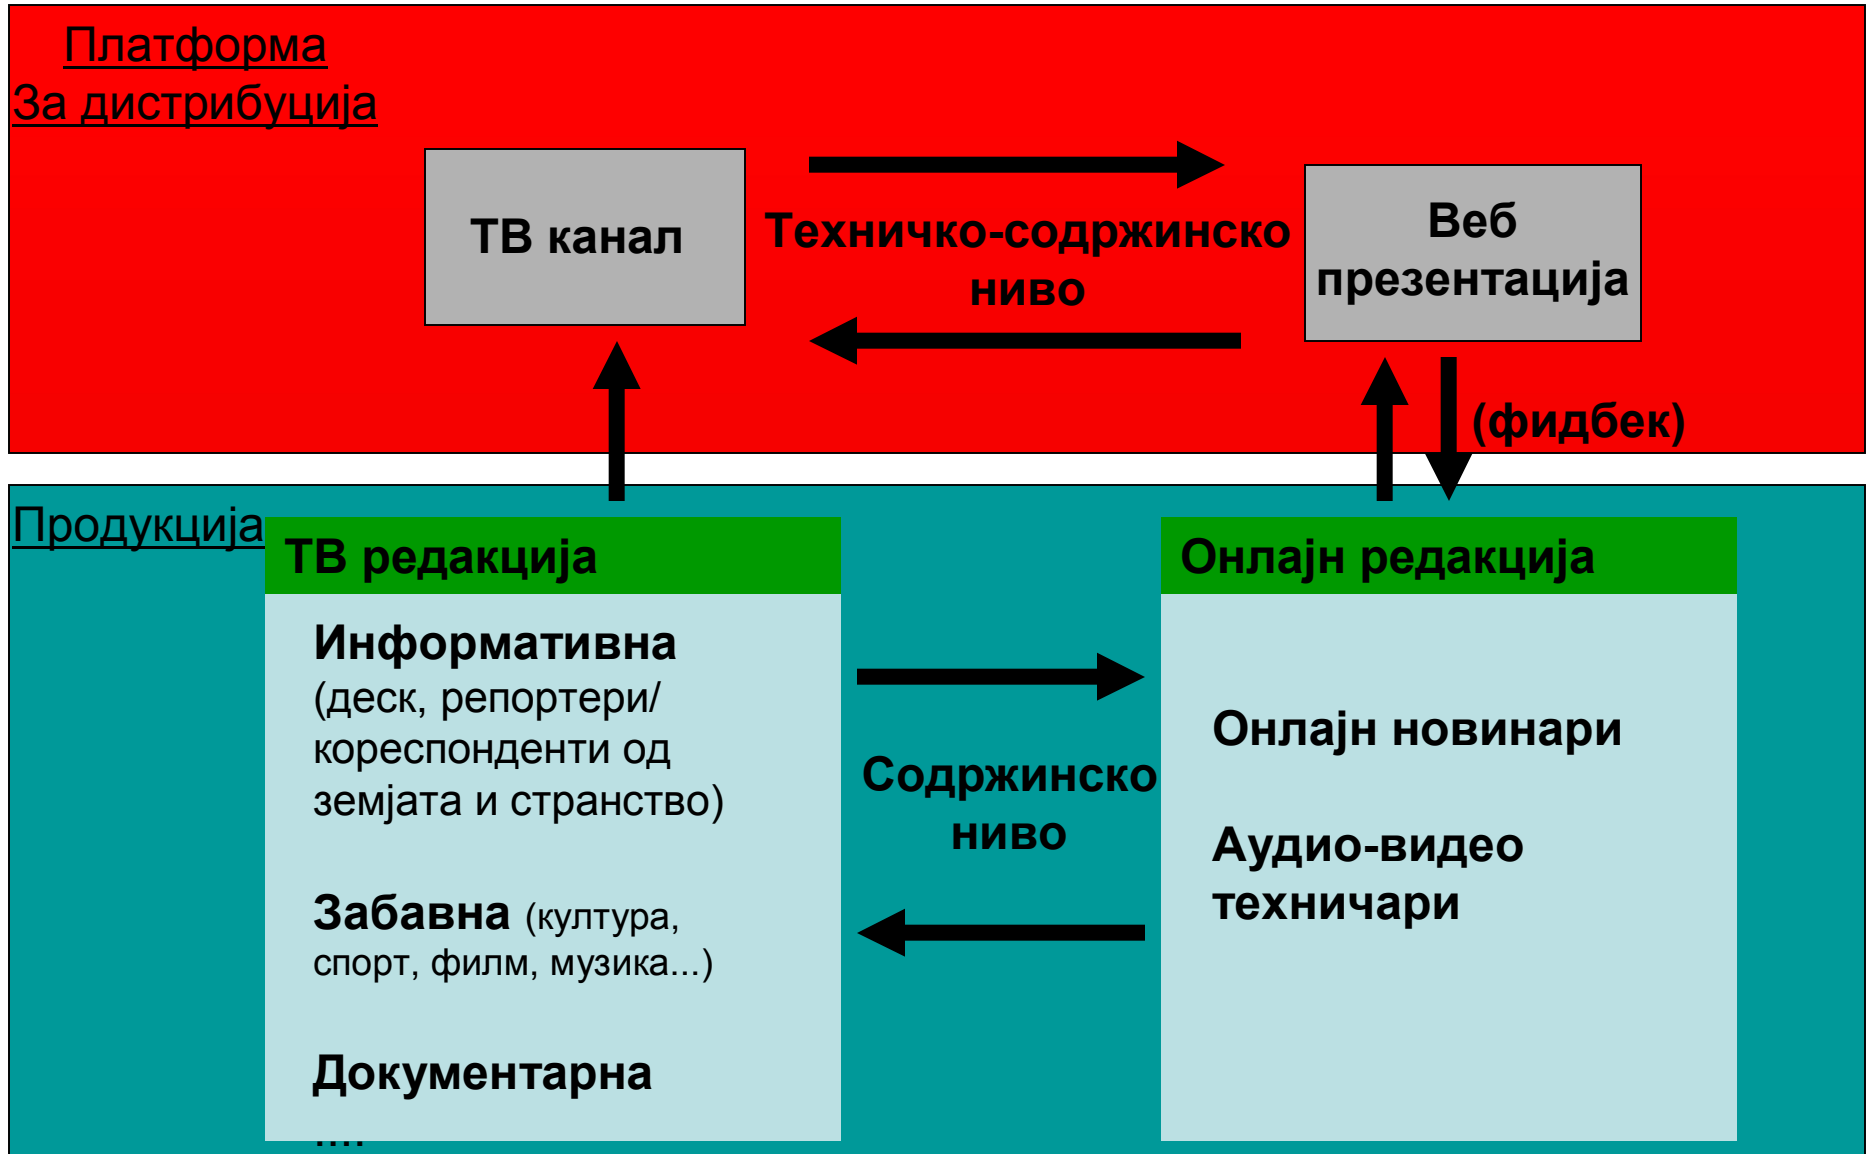 Платформа
За дистрибуција
ТВ канал
Техничко-содржинско
ниво
Веб
презентација
(фидбек)
Продукција
ТВ редакција
Информативна
(деск, репортери/
кореспонденти од
земјата и странство)
Забавна (култура,
спорт, филм, музика...)
Документарна
....
Содржинско
ниво
Онлајн редакција
Онлајн новинари
Аудио-видео
техничари